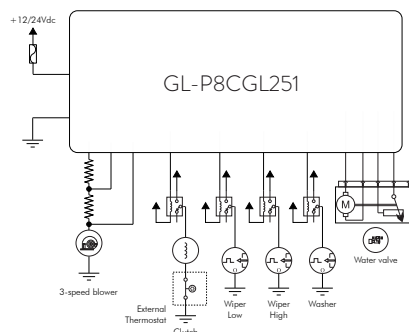 +12/24Vdc
GL-P8CGL251
M
3-speed blower
External
Thermostat
Clutch
Wiper
Low
Wiper
High
Washer
Water valve